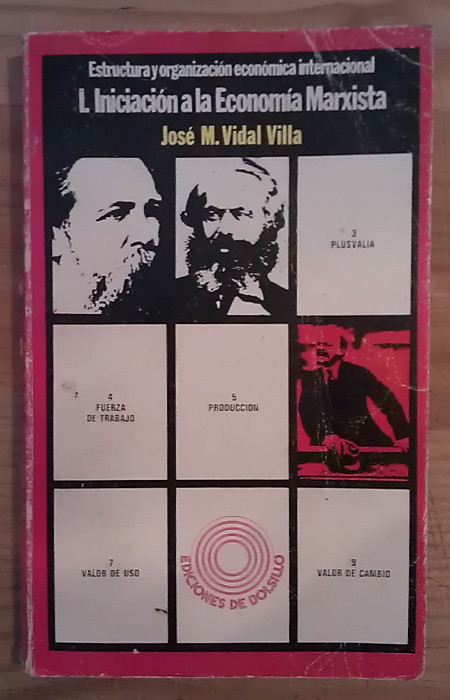 Estructura y organización económica internacional
I. Iniciación a la Economía Marxista
José M. Vidal Villa
3
PLUSVALIA
4
FUERZA
DE TRABAJO
5
PRODUCCION
7
VALOR DE USO
EDICIONES DE BOLSILLO
9
VALOR DE CAMBIO